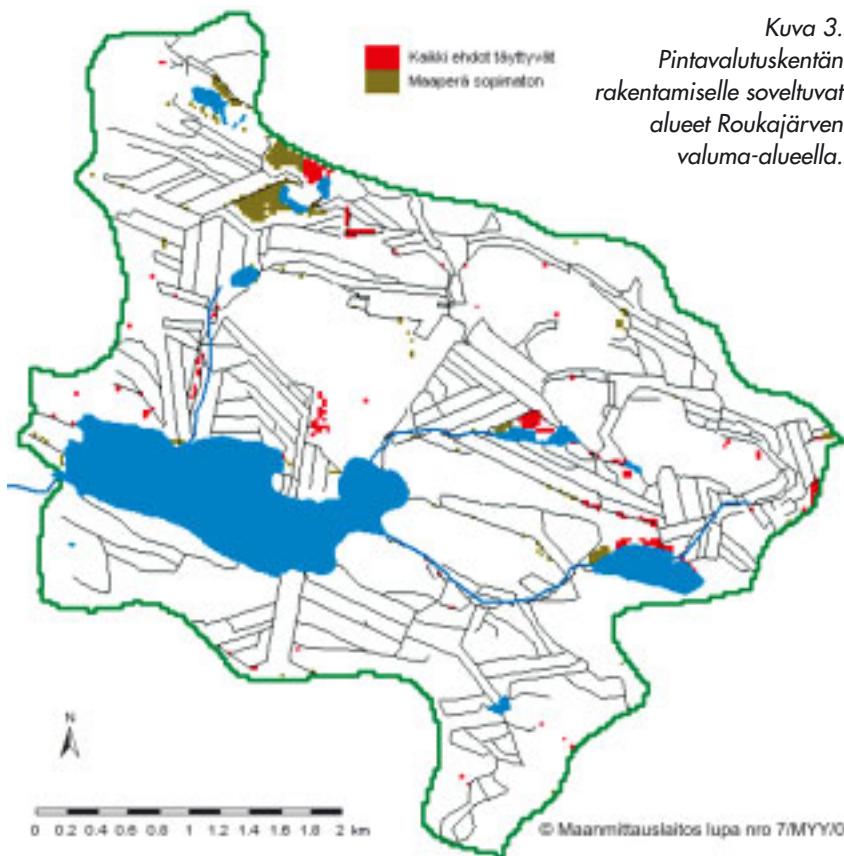 Kuva 3.
Pintavalutuskentän
rakentamiselle soveltuvat
alueet Roukajärven
valuma-alueella.
Kaikki ehdot täyttyvät
Maaperä sopimaton
N
0 0.2 0.4 0.6 0.8 1 1.2 1.4 1.6 1.8 2 km
© Maanmittauslaitos lupa nro 7/MYY/0